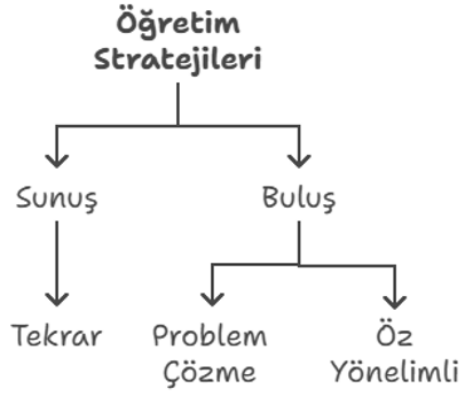 Öğretim
Stratejileri
Sunuş
Buluş
Tekrar
Problem
Çözme
Öz
Yönelimli